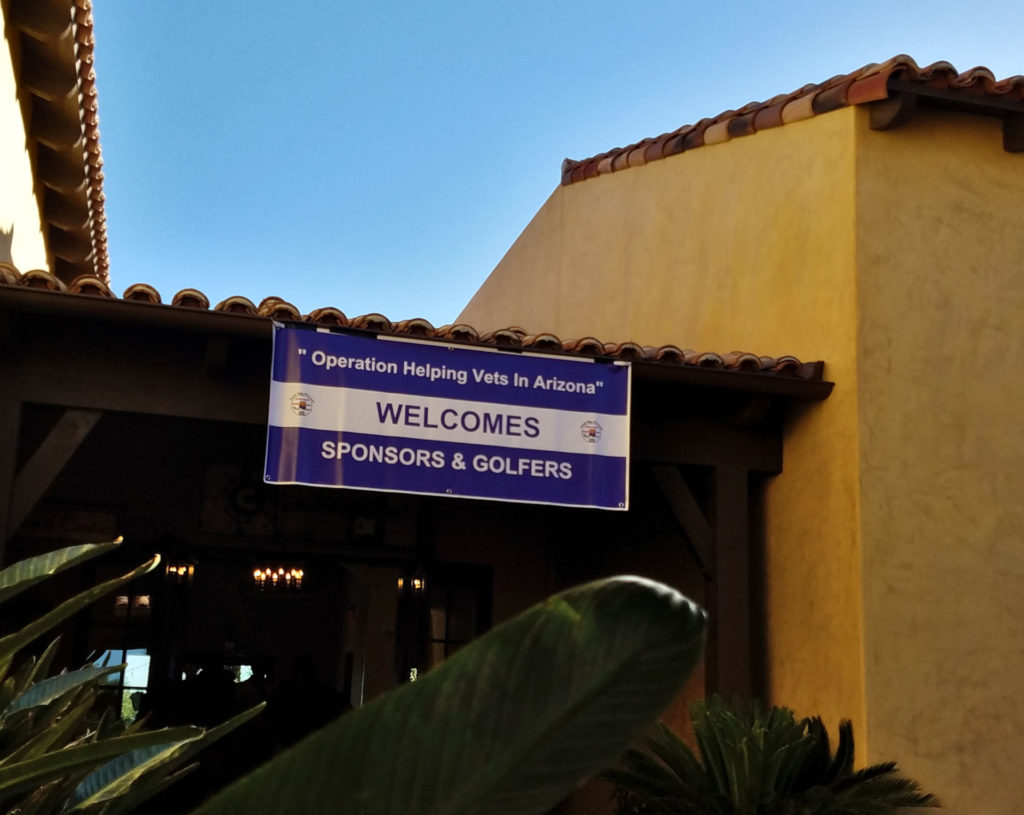 " Operation Helping Vets In Arizona"
WELCOMES
SPONSORS & GOLFERS